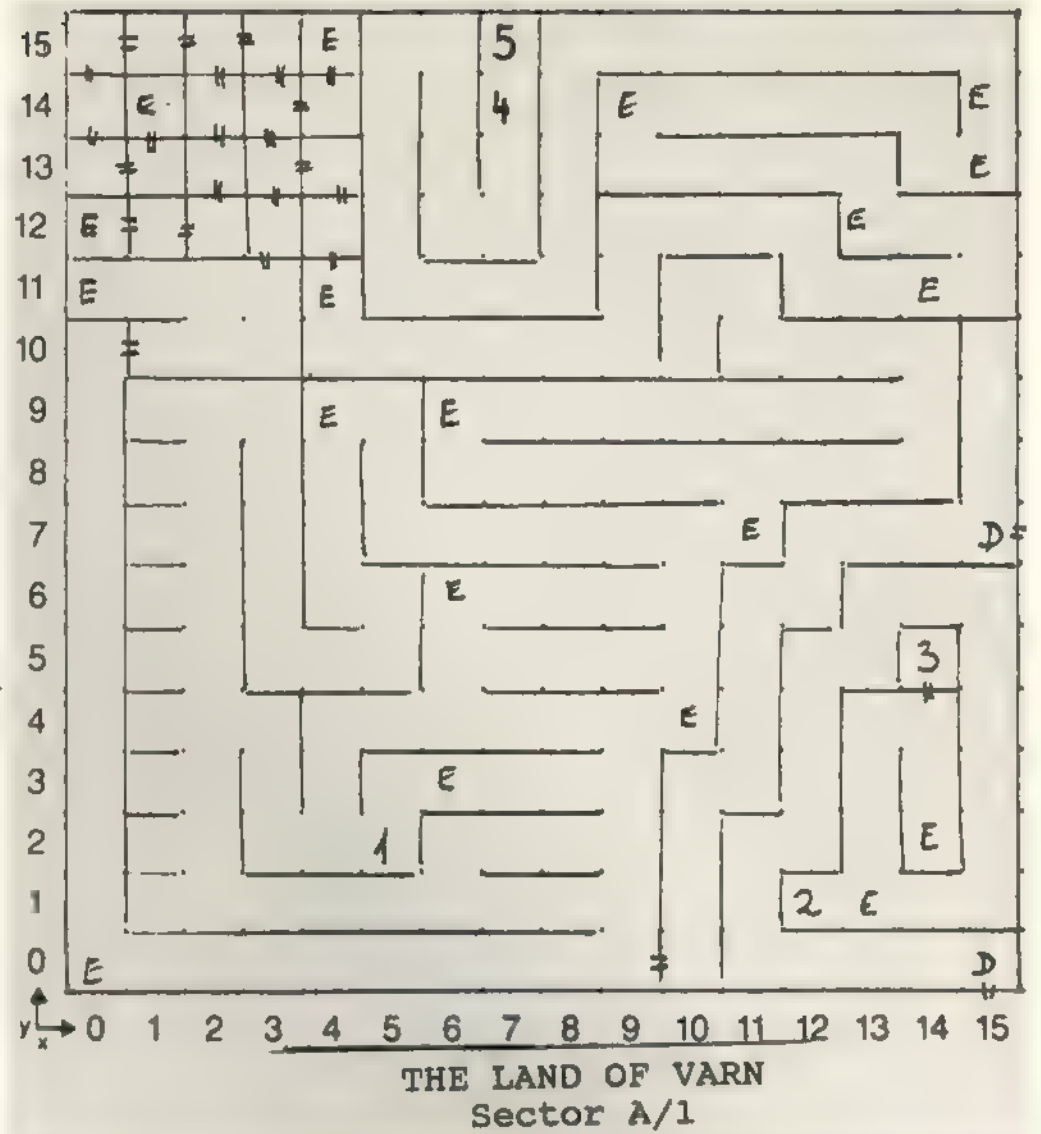 15 E 5
14 E 4 E E
13 E
12 E E
11 E E E
10
9 E E
8
7 E D
6 E
5 3
4 E
3 E
2 1 E
1 2 E
0 E D
y x 0 1 2 3 4 5 6 7 8 9 10 11 12 13 14 15
THE LAND OF VARN
Sector A/1